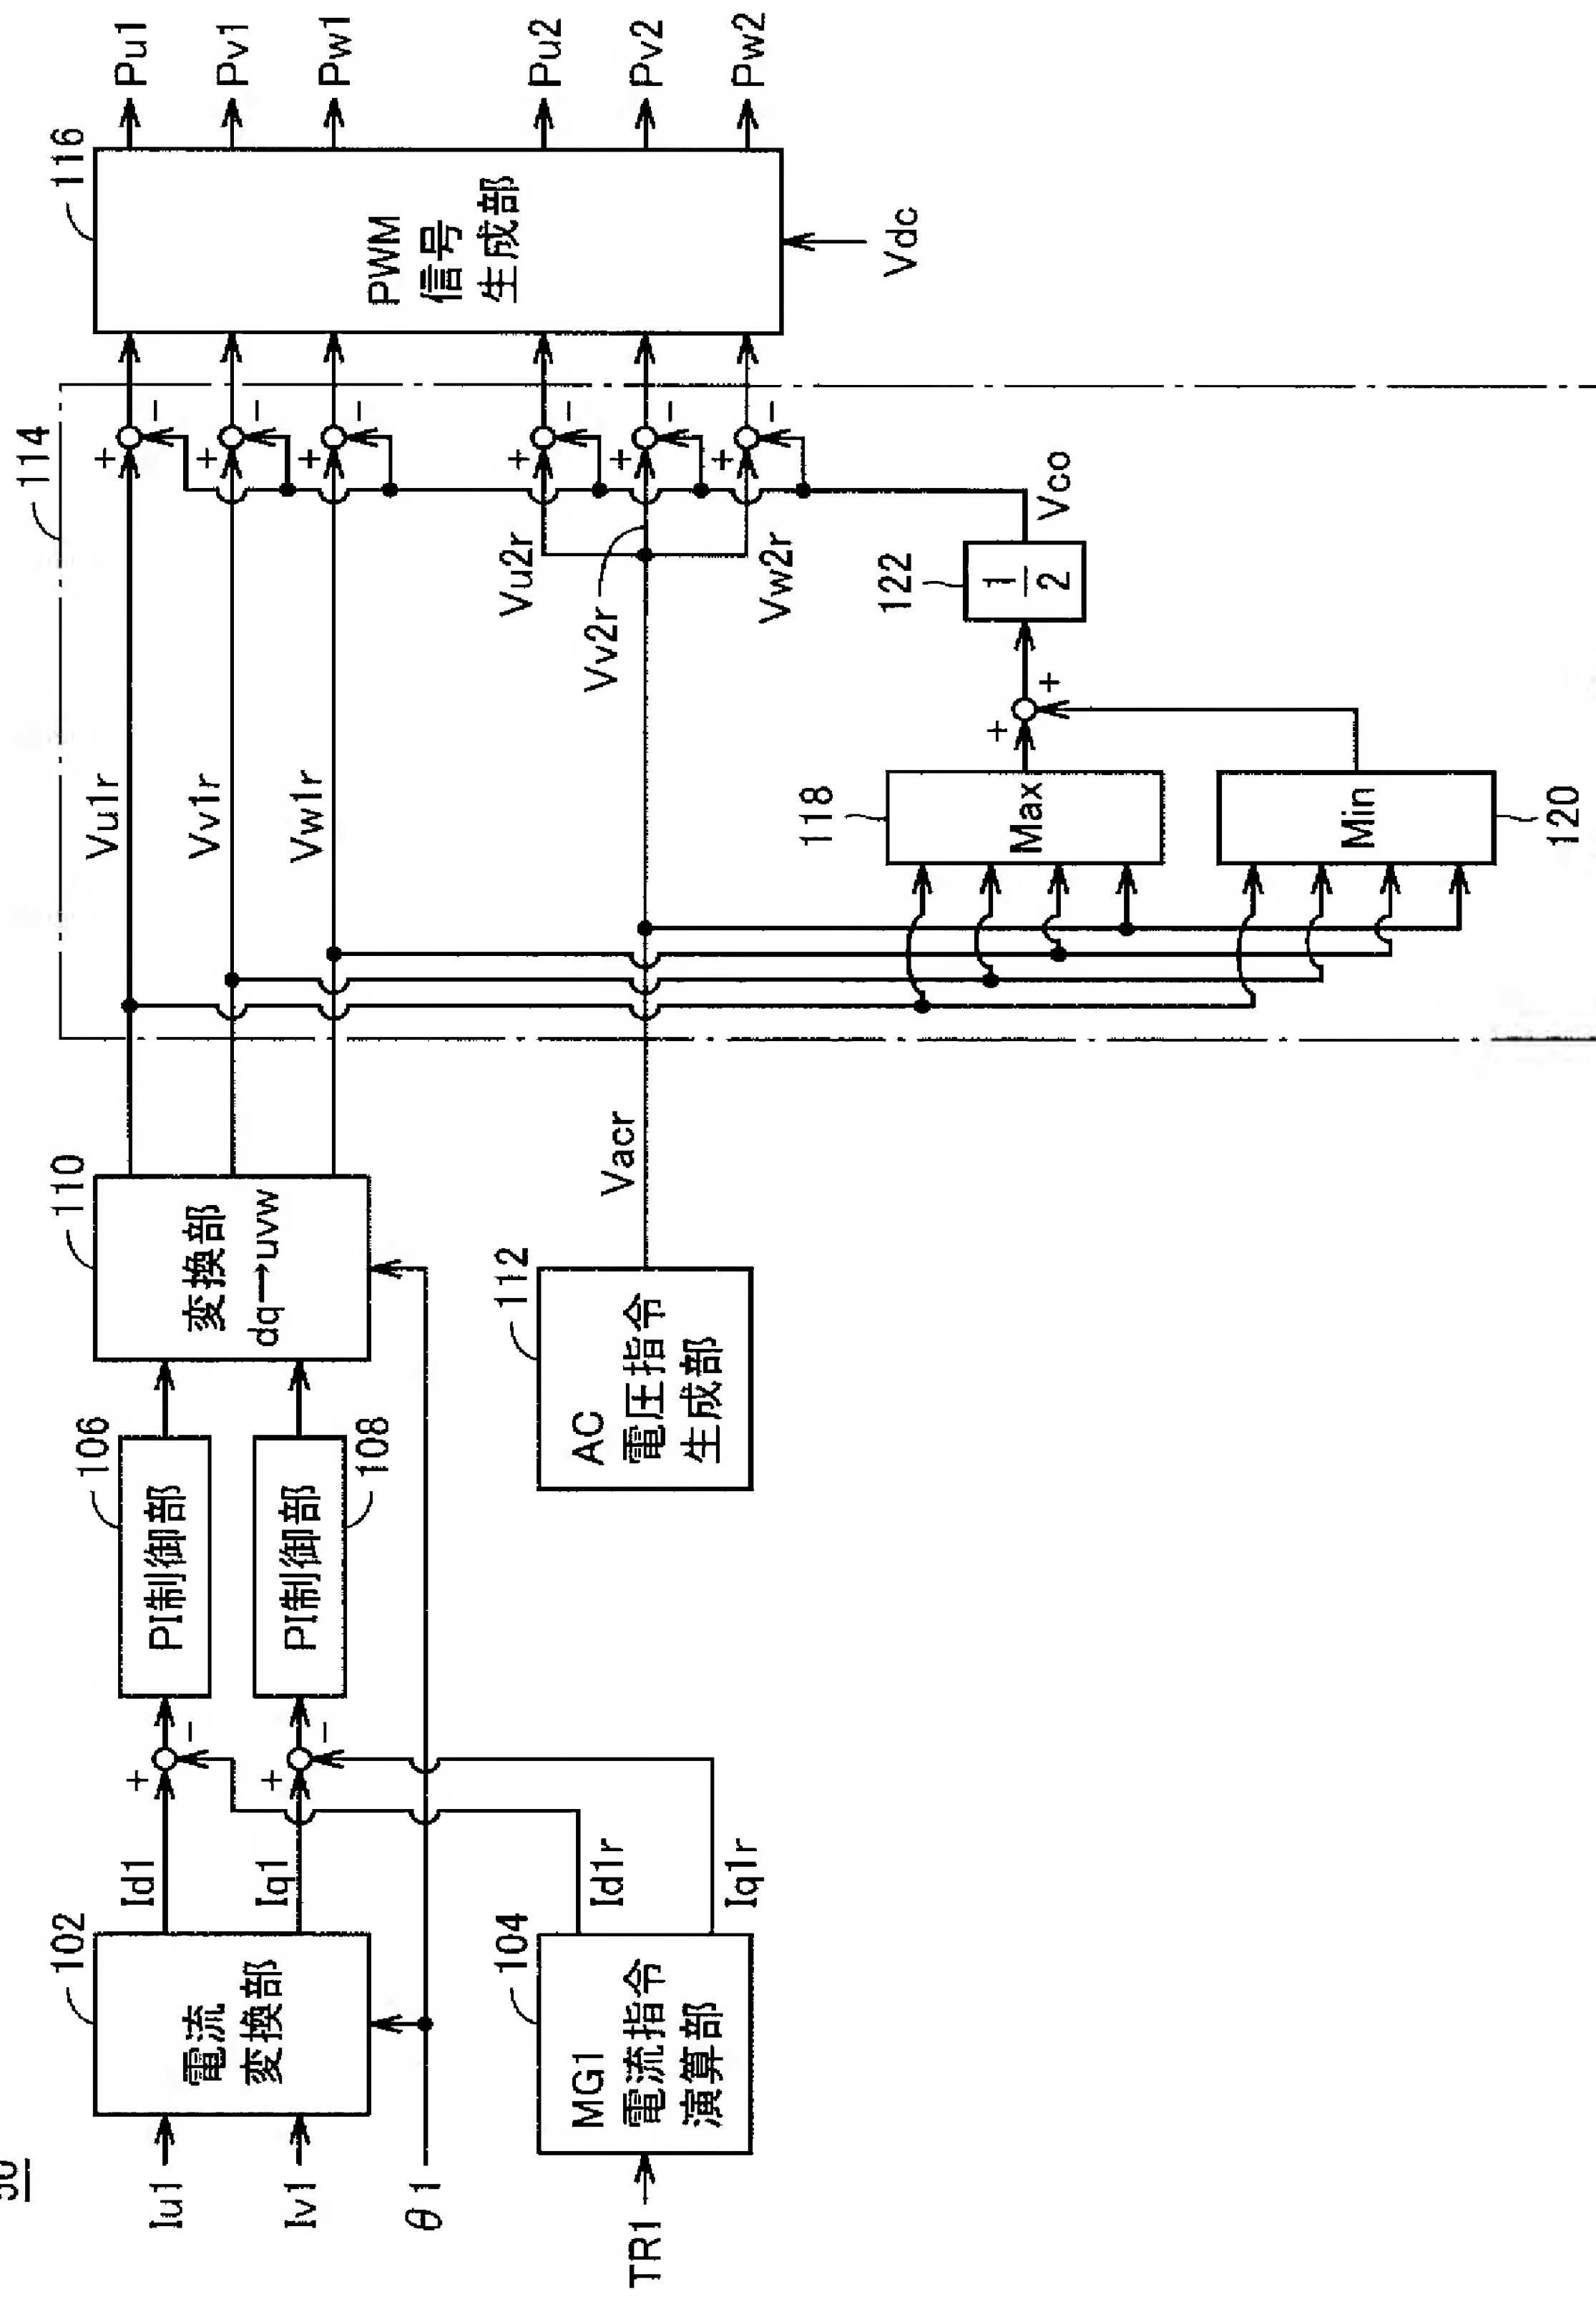 Iu1
Iv1
θ1
TR1
102
電流
変換部
104
MG1
電流指令
演算部
Id1
Iq1
Id1r
Iq1r
+
-
+
-
106
PI制御部
PI制御部
108
110
変換部
dq→uvw
112
AC
電圧指令
生成部
Vacr
114
Vu1r
Vv1r
Vw1r
Vu2r
Vv2r
Vw2r
118
Max
Min
120
+
+
122
1
2
Vco
+
-
+
-
+
-
+
-
+
-
+
-
116
PWM
信号
生成部
Vdc
Pu1
Pv1
Pw1
Pu2
Pv2
Pw2